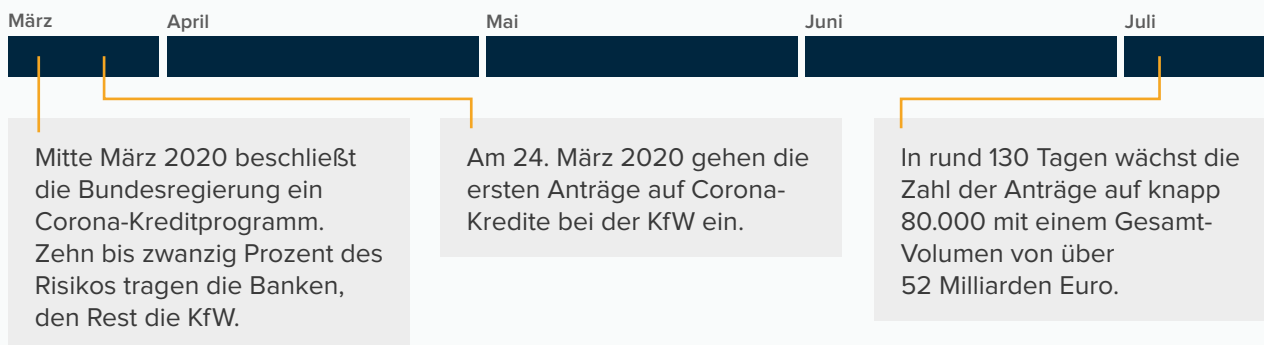 März
April
Mai
Juni
Juli
Mitte März 2020 beschließt
die Bundesregierung ein
Corona-Kreditprogramm.
Zehn bis zwanzig Prozent des
Risikos tragen die Banken,
den Rest die KfW.
Am 24. März 2020 gehen die
ersten Anträge auf Corona-
Kredite bei der KfW ein.
In rund 130 Tagen wächst die
Zahl der Anträge auf knapp
80.000 mit einem Gesamt-
Volumen von über
52 Milliarden Euro.